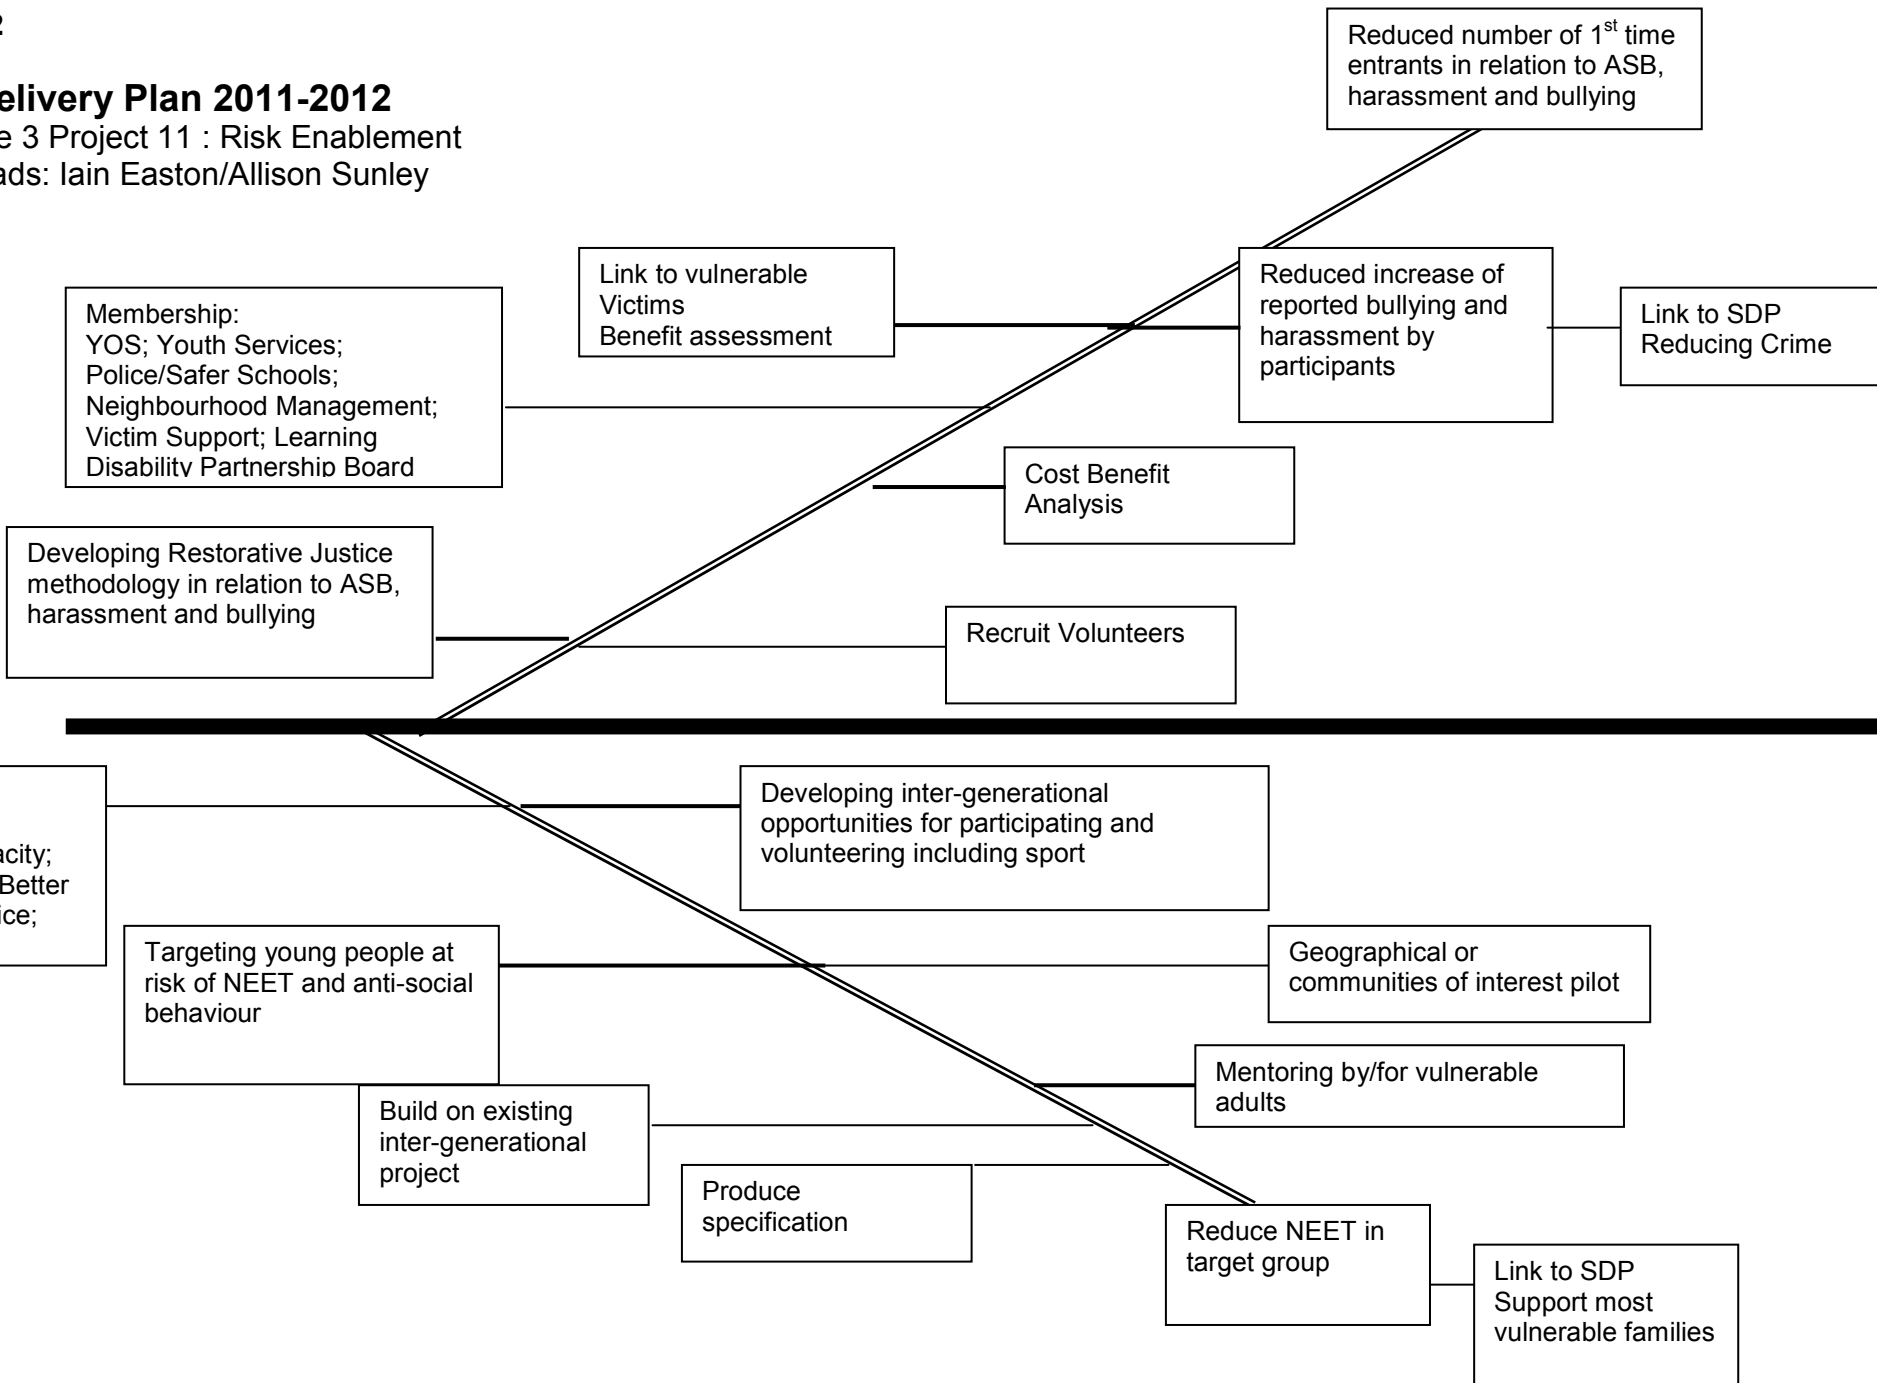 2
elivery Plan 2011-2012
e 3 Project 11 : Risk Enablement
ads: Iain Easton/Allison Sunley
Reduced number of 1st time
entrants in relation to ASB,
harassment and bullying
Link to vulnerable
Victims
Benefit assessment
Reduced increase of
reported bullying and
harassment by
participants
Link to SDP
Reducing Crime
Membership:
YOS; Youth Services;
Police/Safer Schools;
Neighbourhood Management;
Victim Support; Learning
Disability Partnership Board
Cost Benefit
Analysis
Developing Restorative Justice
methodology in relation to ASB,
harassment and bullying
Recruit Volunteers
acity;
Better
ice;
Developing inter-generational
opportunities for participating and
volunteering including sport
Targeting young people at
risk of NEET and anti-social
behaviour
Geographical or
communities of interest pilot
Mentoring by/for vulnerable
adults
Build on existing
inter-generational
project
Produce
specification
Reduce NEET in
target group
Link to SDP
Support most
vulnerable families